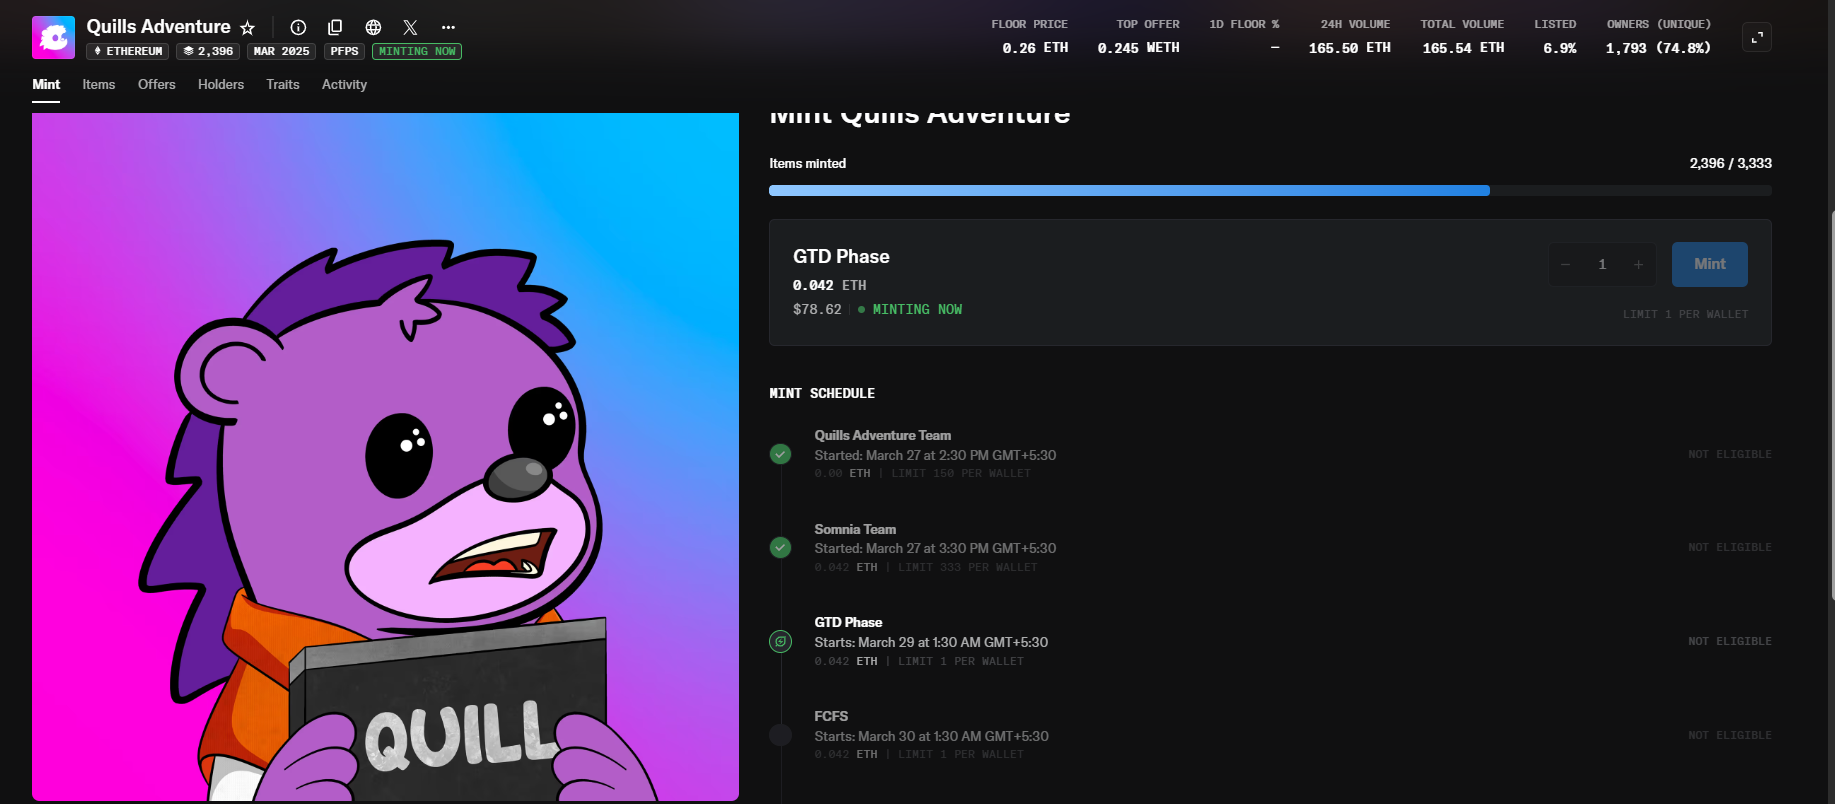 Quills Adventure
ETHEREUM 2,396 MAR 2025 PFPS MINTING NOW
FLOOR PRICE TOP OFFER 1D FLOOR % 24H VOLUME TOTAL VOLUME LISTED OWNERS (UNIQUE)
0.26 ETH 0.245 WETH – 165.50 ETH 165.54 ETH 6.9% 1,793 (74.8%)
Mint Items Offers Holders Traits Activity
Mint Quills Adventure
Items minted 2,396 / 3,333
GTD Phase
0.042 ETH
$78.62 MINTING NOW
− 1 + Mint
LIMIT 1 PER WALLET
MINT SCHEDULE
Quills Adventure Team
Started: March 27 at 2:30 PM GMT+5:30
0.00 ETH | LIMIT 150 PER WALLET
NOT ELIGIBLE
Somnia Team
Started: March 27 at 3:30 PM GMT+5:30
0.042 ETH | LIMIT 333 PER WALLET
NOT ELIGIBLE
GTD Phase
Starts: March 29 at 1:30 AM GMT+5:30
0.042 ETH | LIMIT 1 PER WALLET
NOT ELIGIBLE
FCFS
Starts: March 30 at 1:30 AM GMT+5:30
0.042 ETH | LIMIT 1 PER WALLET
NOT ELIGIBLE
QUILL